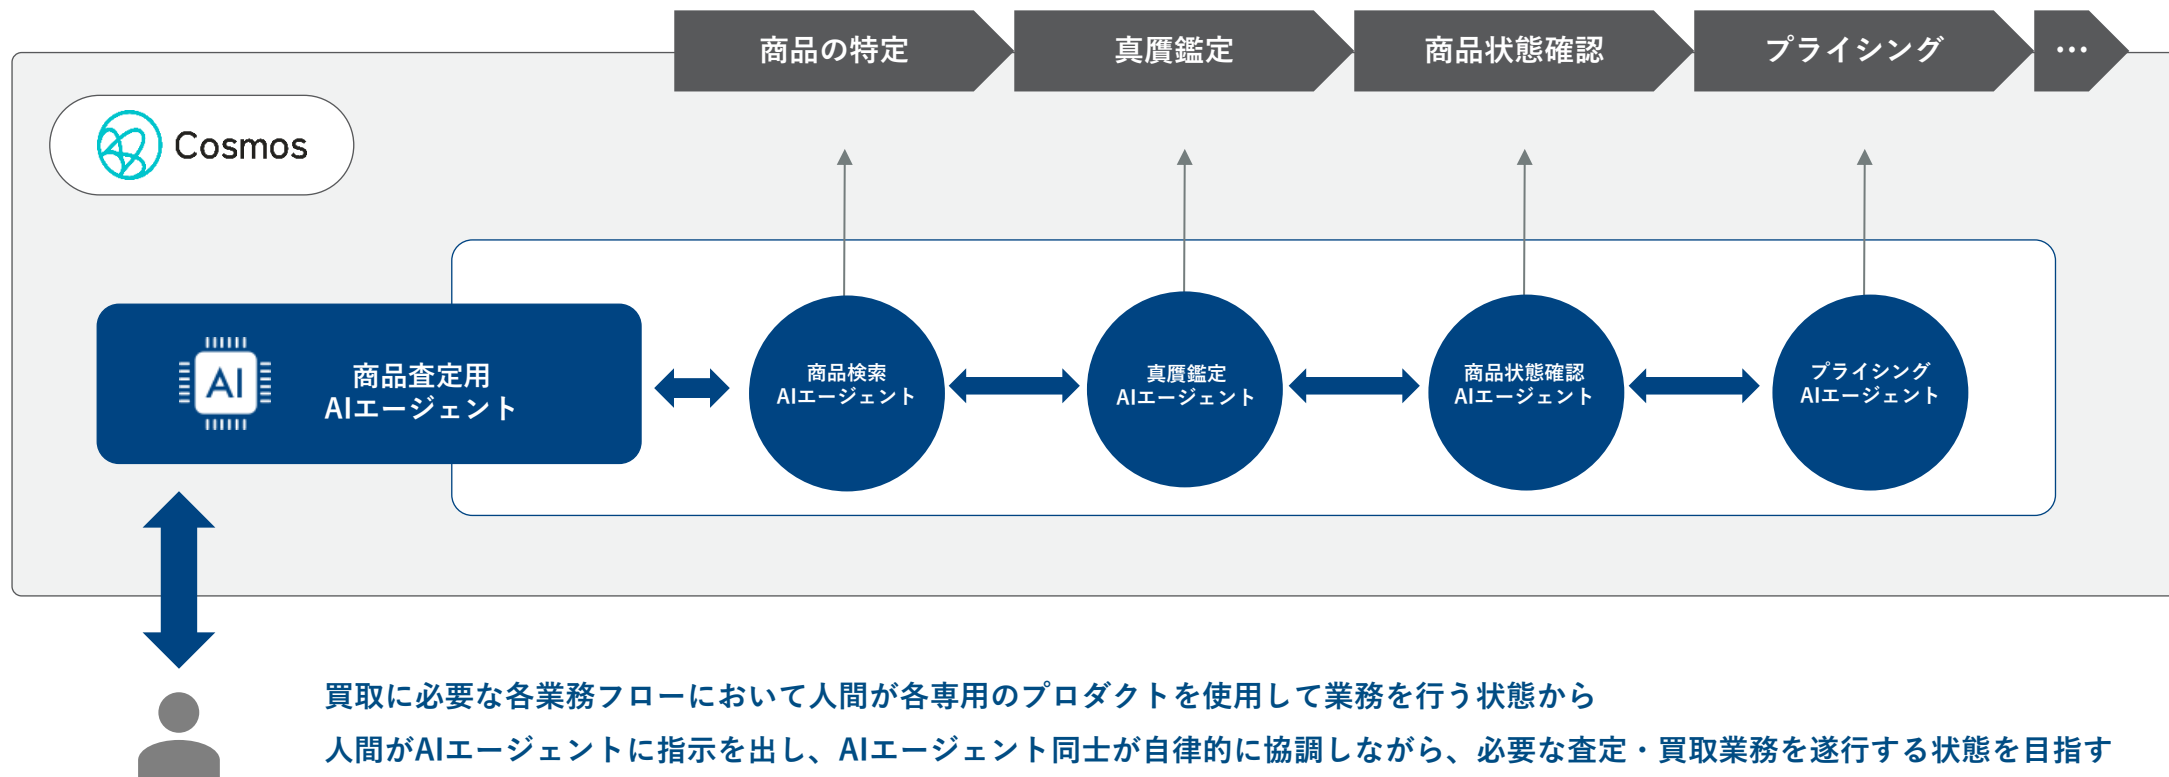 商品の特定
真贋鑑定
商品状態確認
プライシング
…
Cosmos
AI
商品査定用
AIエージェント
商品検索
AIエージェント
真贋鑑定
AIエージェント
商品状態確認
AIエージェント
プライシング
AIエージェント
買取に必要な各業務フローにおいて人間が各専用のプロダクトを使用して業務を行う状態から
人間がAIエージェントに指示を出し、AIエージェント同士が自律的に協調しながら、必要な査定・買取業務を遂行する状態を目指す